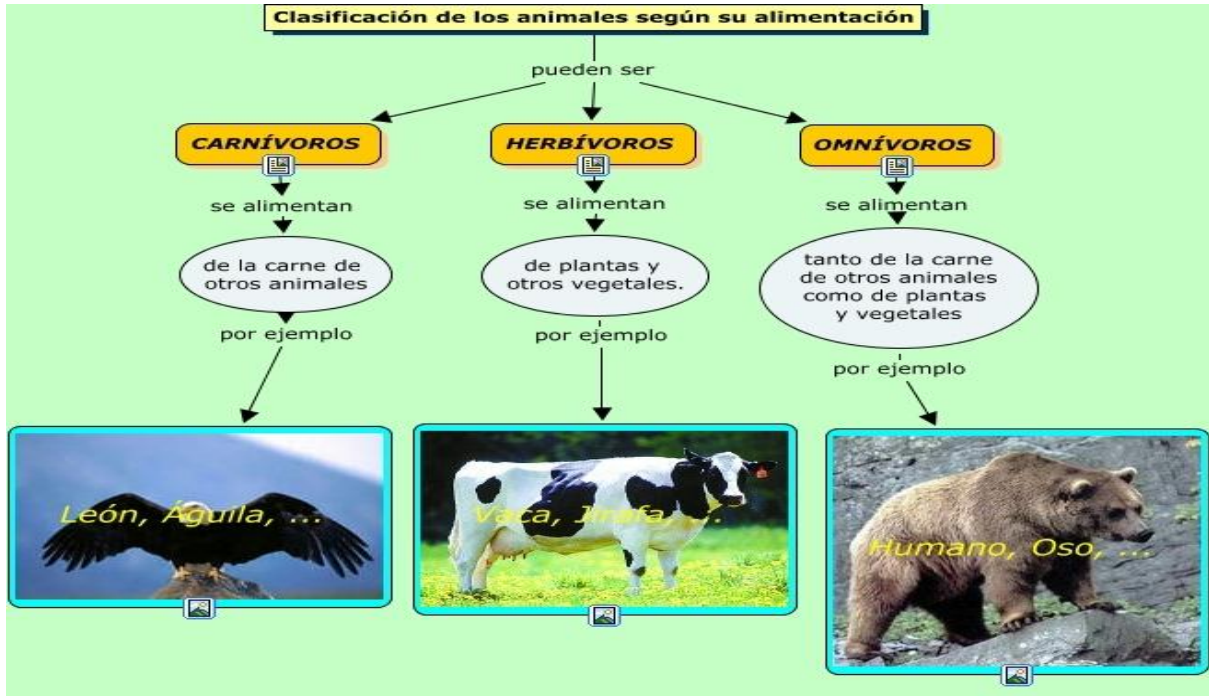 Clasificación de los animales según su alimentación
pueden ser
CARNÍVOROS
se alimentan
de la carne de
otros animales
por ejemplo
León, Águila, ...
HERBÍVOROS
se alimentan
de plantas y
otros vegetales.
por ejemplo
Vaca, Jirafa, ...
OMNÍVOROS
se alimentan
tanto de la carne
de otros animales
como de plantas
y vegetales
por ejemplo
Humano, Oso, ...